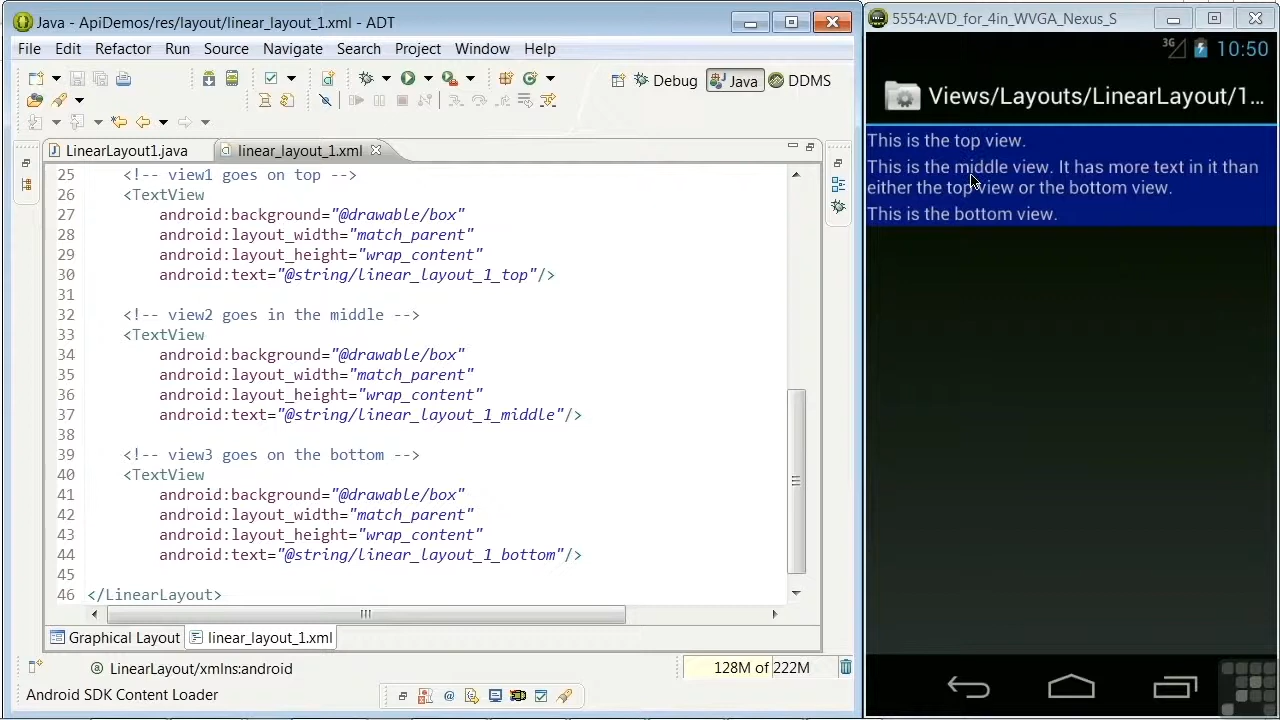 Java - ApiDemos/res/layout/linear_layout_1.xml - ADT
File Edit Refactor Run Source Navigate Search Project Window Help
Debug Java DDMS
LinearLayout1.java linear_layout_1.xml
25 <!-- view1 goes on top -->
26 <TextView
27 android:background="@drawable/box"
28 android:layout_width="match_parent"
29 android:layout_height="wrap_content"
30 android:text="@string/linear_layout_1_top"/>
31
32 <!-- view2 goes in the middle -->
33 <TextView
34 android:background="@drawable/box"
35 android:layout_width="match_parent"
36 android:layout_height="wrap_content"
37 android:text="@string/linear_layout_1_middle"/>
38
39 <!-- view3 goes on the bottom -->
40 <TextView
41 android:background="@drawable/box"
42 android:layout_width="match_parent"
43 android:layout_height="wrap_content"
44 android:text="@string/linear_layout_1_bottom"/>
45
46 </LinearLayout>
Graphical Layout linear_layout_1.xml
LinearLayout/xmlns:android 128M of 222M
Android SDK Content Loader
5554:AVD_for_4in_WVGA_Nexus_S
3G 10:50
Views/Layouts/LinearLayout/1...
This is the top view.
This is the middle view. It has more text in it than
either the top view or the bottom view.
This is the bottom view.